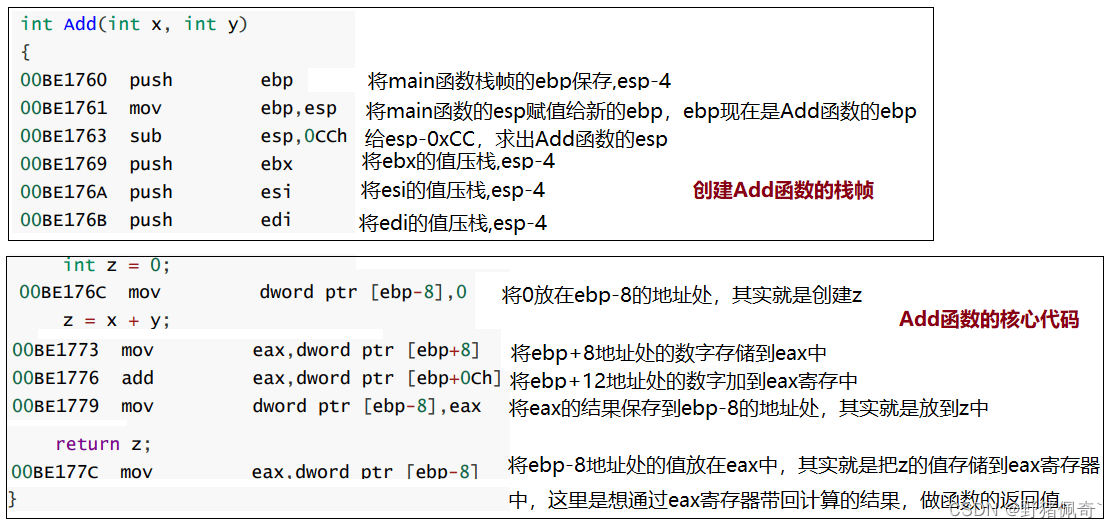 int Add(int x, int y)
{
00BE1760 push ebp 将main函数栈帧的ebp保存,esp-4
00BE1761 mov ebp,esp 将main函数的esp赋值给新的ebp，ebp现在是Add函数的ebp
00BE1763 sub esp,0CCh 给esp-0xCC，求出Add函数的esp
00BE1769 push ebx 将ebx的值压栈,esp-4
00BE176A push esi 将esi的值压栈,esp-4 创建Add函数的栈帧
00BE176B push edi 将edi的值压栈,esp-4
int z = 0;
00BE176C mov dword ptr [ebp-8],0 将0放在ebp-8的地址处，其实就是创建z
z = x + y; Add函数的核心代码
00BE1773 mov eax,dword ptr [ebp+8] 将ebp+8地址处的数字存储到eax中
00BE1776 add eax,dword ptr [ebp+0Ch] 将ebp+12地址处的数字加到eax寄存中
00BE1779 mov dword ptr [ebp-8],eax 将eax的结果保存到ebp-8的地址处，其实就是放到z中
return z;
00BE177C mov eax,dword ptr [ebp-8] 将ebp-8地址处的值放在eax中，其实就是把z的值存储到eax寄存器
} 中，这里是想通过eax寄存器带回计算的结果，做函数的返回值。
CSDN @野猪佩奇`